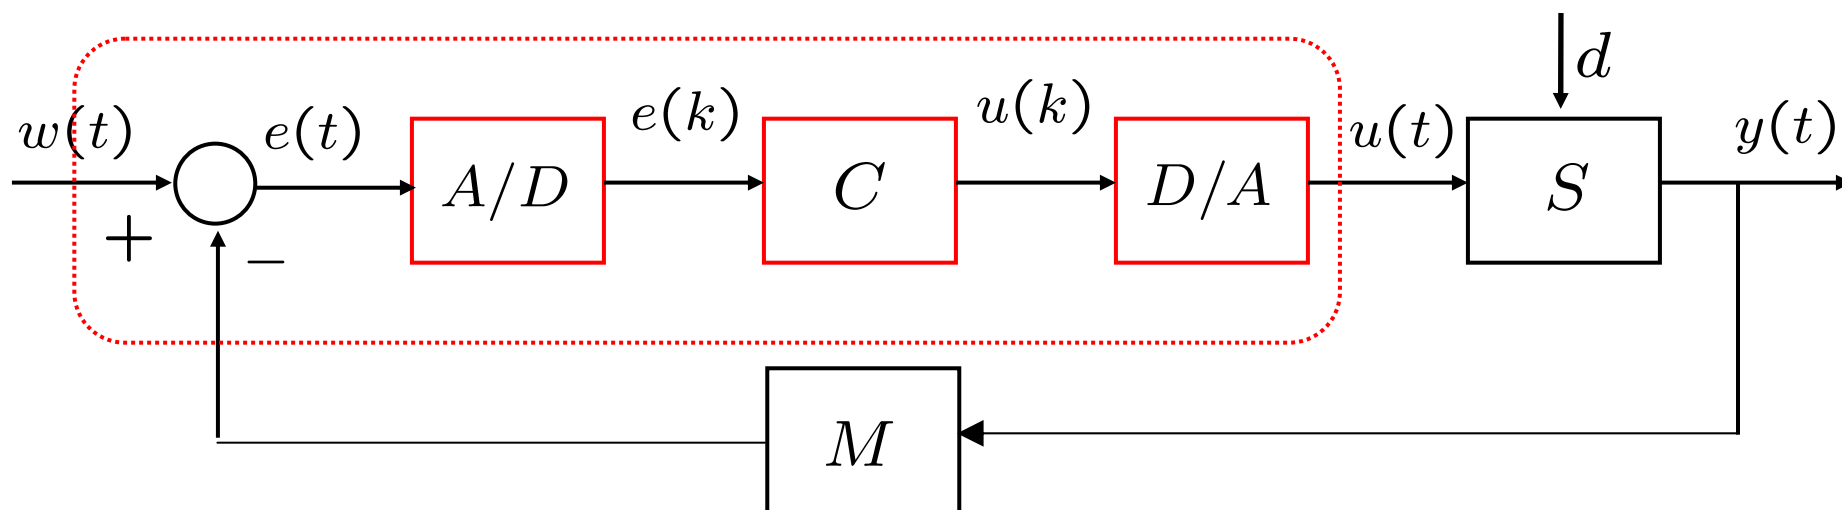 d
w(t)
e(t)
e(k)
u(k)
u(t)
y(t)
A/D
C
D/A
S
+
−
M